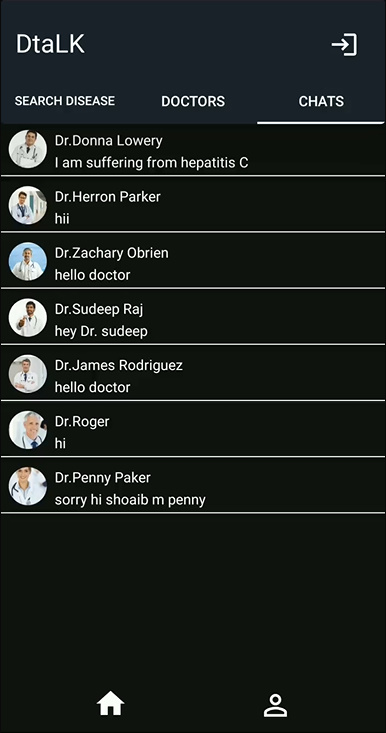 DtaLK
SEARCH DISEASE
DOCTORS
CHATS
Dr.Donna Lowery
I am suffering from hepatitis C
Dr.Herron Parker
hii
Dr.Zachary Obrien
hello doctor
Dr.Sudeep Raj
hey Dr. sudeep
Dr.James Rodriguez
hello doctor
Dr.Roger
hi
Dr.Penny Paker
sorry hi shoaib m penny